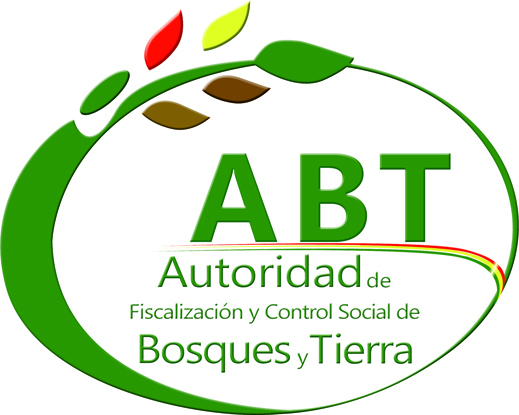 ABT
Autoridad de
Fiscalización y Control Social de
Bosques y Tierra